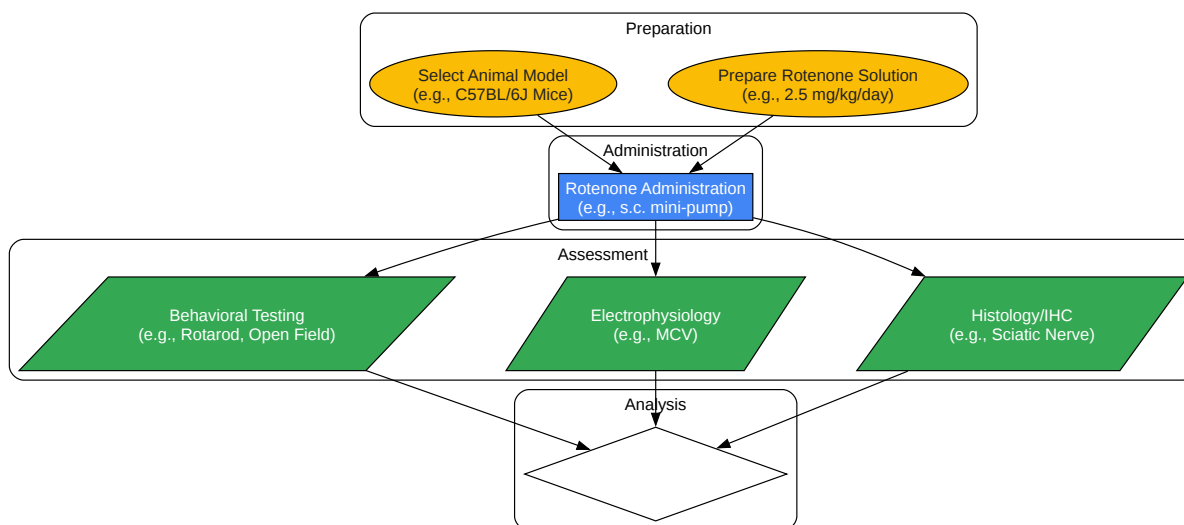 Preparation
Select Animal Model
(e.g., C57BL/6J Mice)
Prepare Rotenone Solution
(e.g., 2.5 mg/kg/day)
Administration
Rotenone Administration
(e.g., s.c. mini-pump)
Assessment
Behavioral Testing
(e.g., Rotarod, Open Field)
Electrophysiology
(e.g., MCV)
Histology/IHC
(e.g., Sciatic Nerve)
Analysis